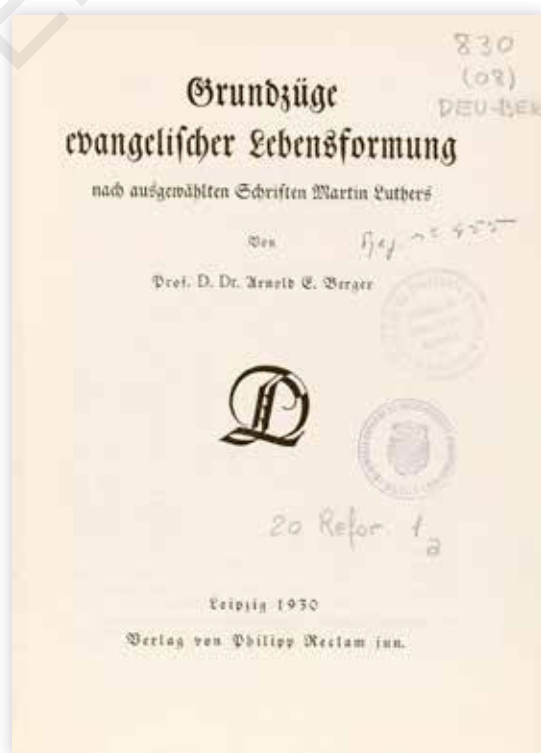 830
(08)
DEU-BER
Grundzüge
evangelischer Lebensformung
nach ausgewählten Schriften Martin Luthers
Von
Prof. D. Dr. Arnold E. Berger
20 Refor. 1a
Leipzig 1930
Verlag von Philipp Reclam jun.